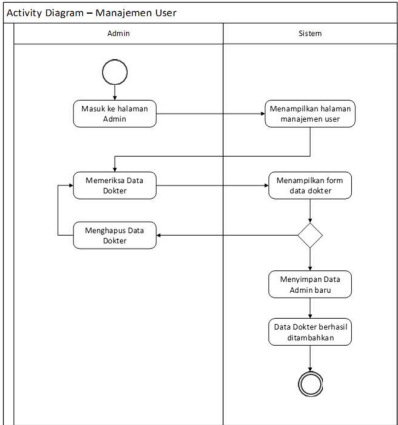 Activity Diagram – Manajemen User
Admin
Sistem
Masuk ke halaman
Admin
Menampilkan halaman
manajemen user
Memeriksa Data
Dokter
Menampilkan form
data dokter
Menghapus Data
Dokter
Menyimpan Data
Admin baru
Data Dokter berhasil
ditambahkan